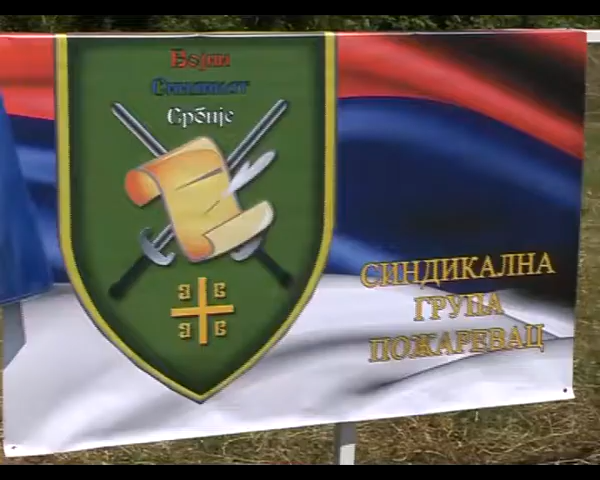 Војни
Синдикат
Србије
СИНДИКАЛНА
ГРУПА
ПОЖАРЕВАЦ